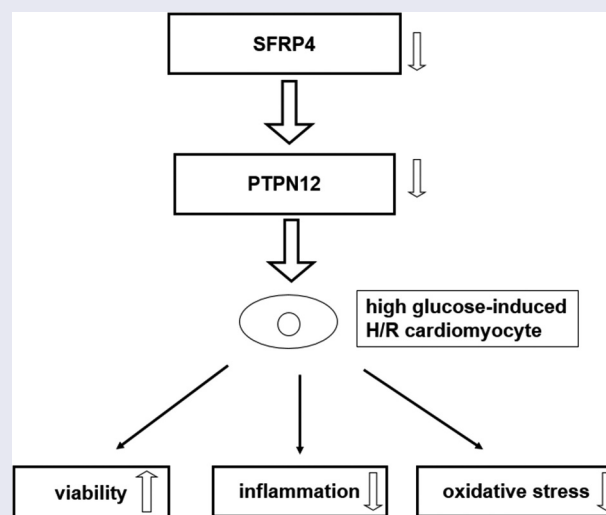 SFRP4
PTPN12
high glucose-induced
H/R cardiomyocyte
viability
inflammation
oxidative stress